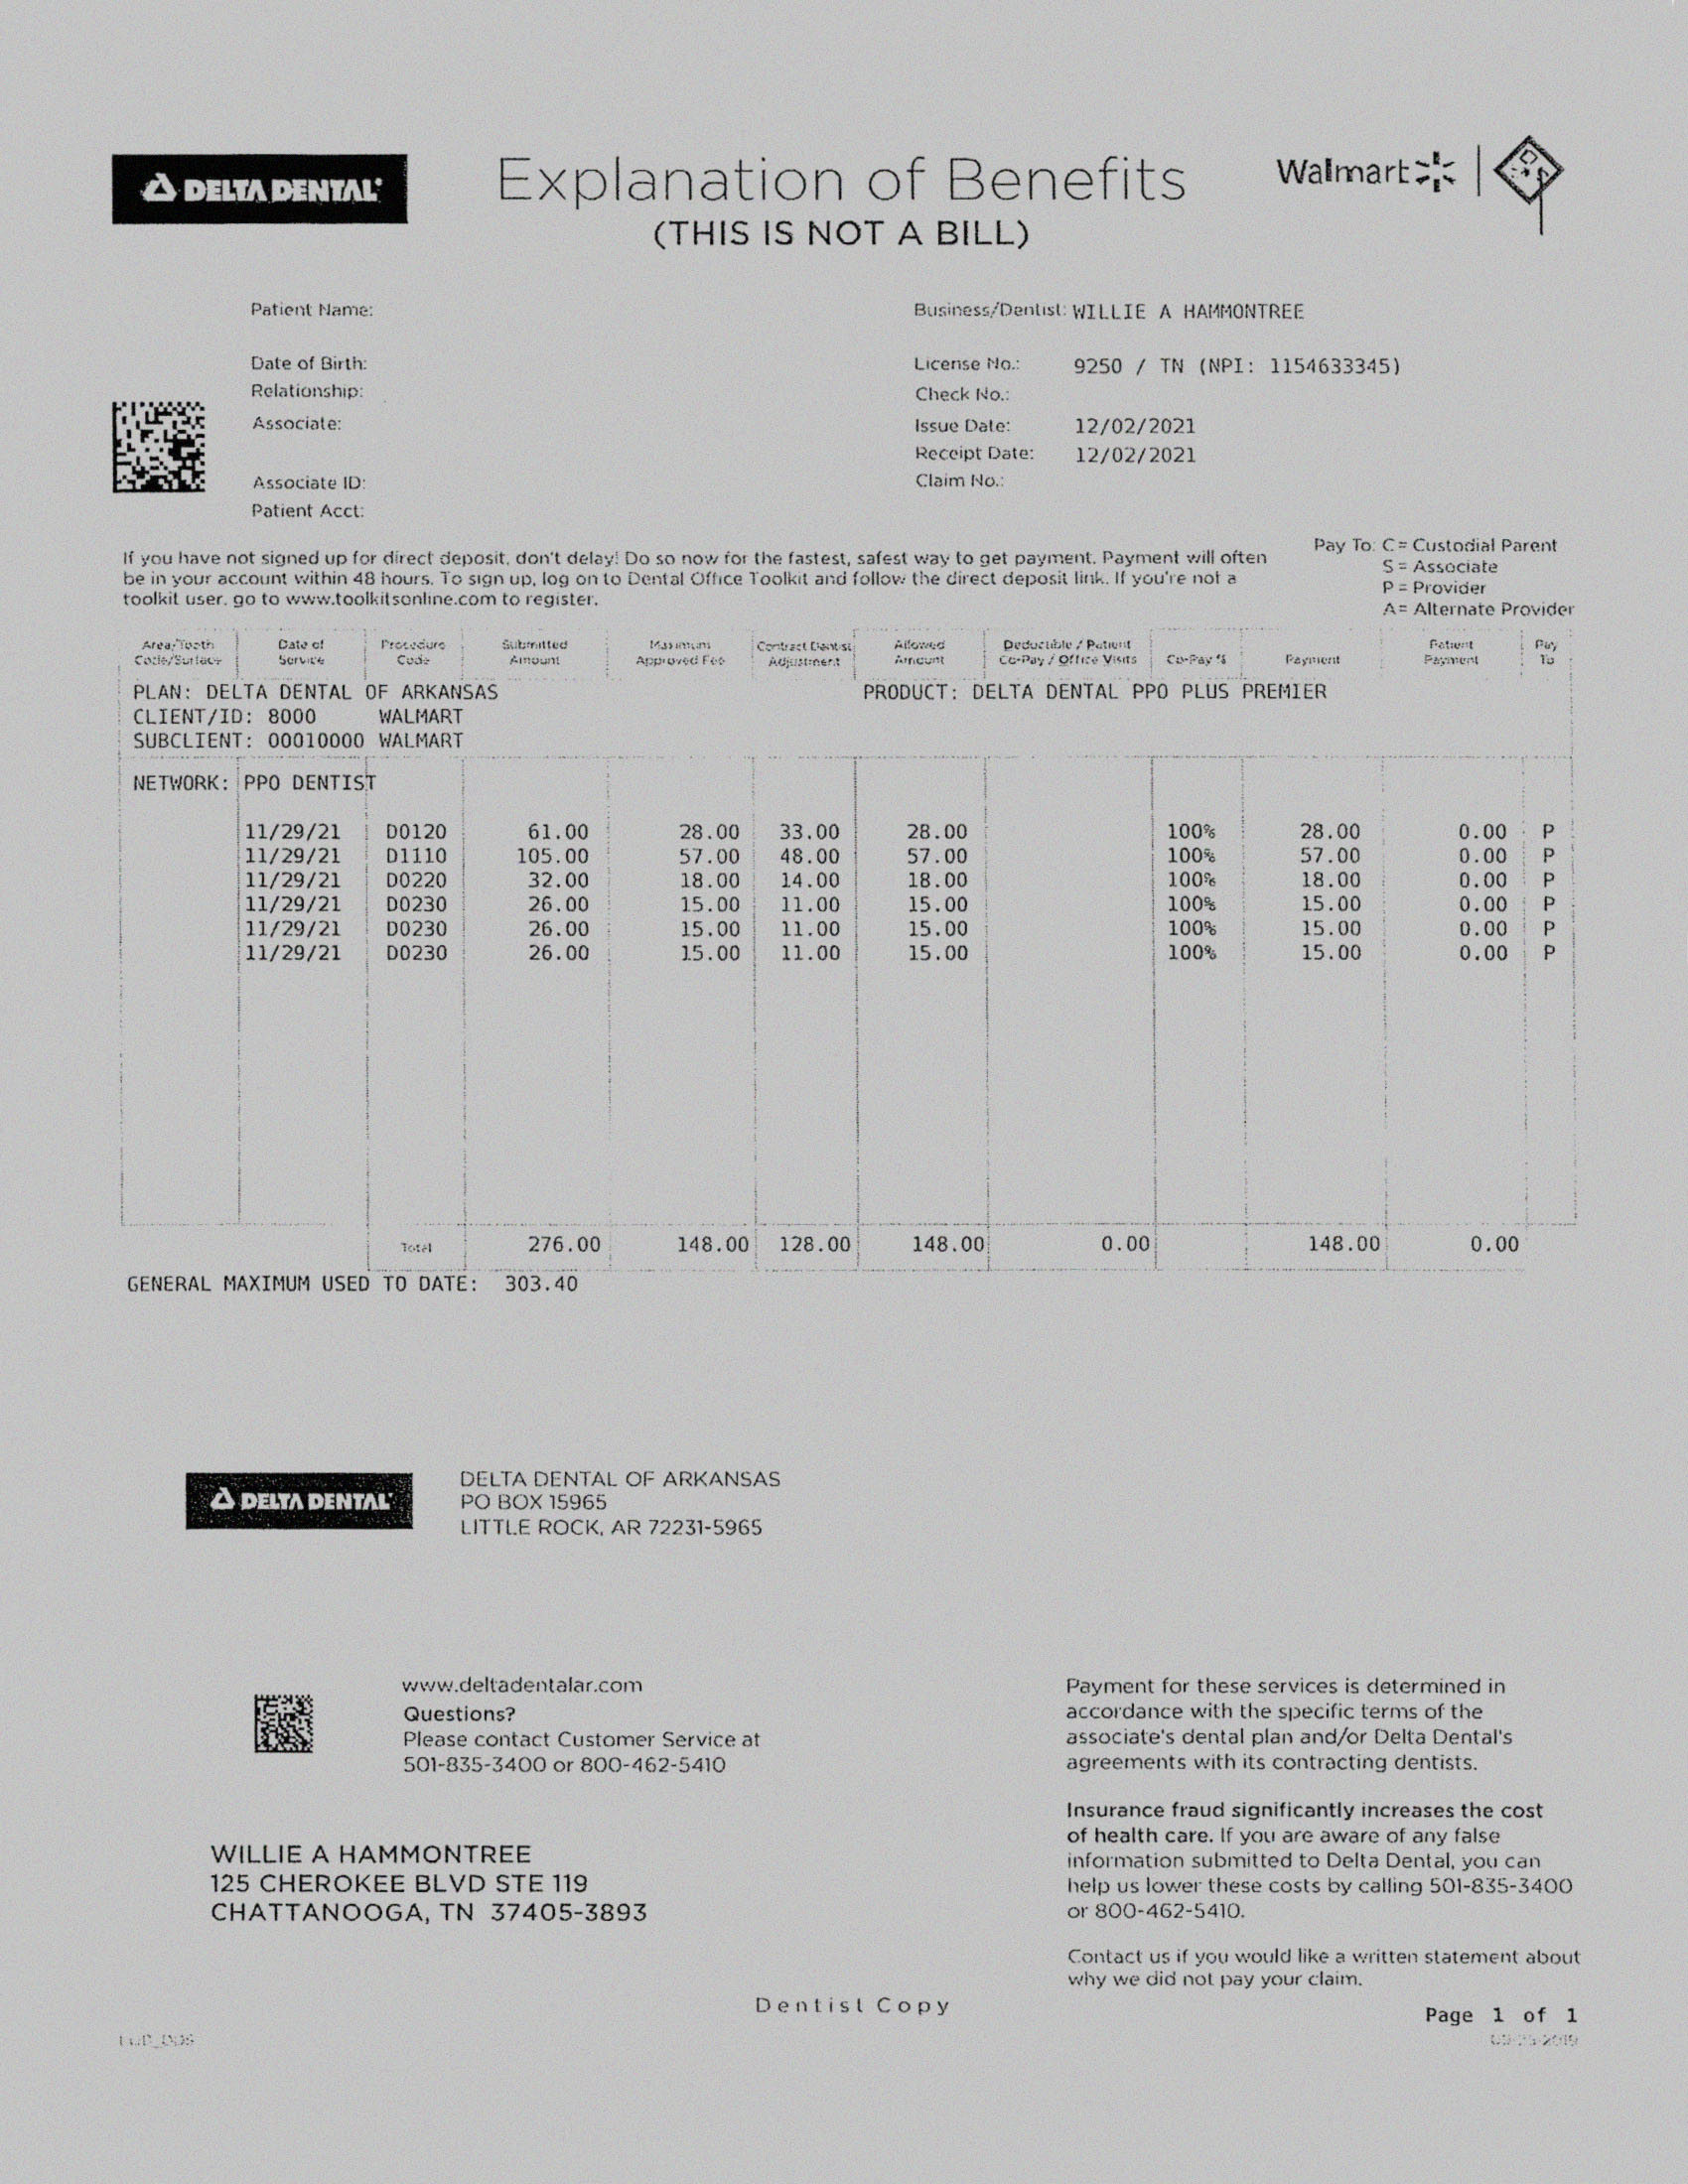 DELTA DENTAL
Explanation of Benefits
(THIS IS NOT A BILL)
Walmart
Patient Name:
Business/Dentist: WILLIE A HAMMONTREE
Date of Birth:
License No.: 9250 / TN (NPI: 1154633345)
Relationship:
Check No.:
Associate:
Issue Date: 12/02/2021
Receipt Date: 12/02/2021
Associate ID:
Claim No.:
Patient Acct:
If you have not signed up for direct deposit, don't delay! Do so now for the fastest, safest way to get payment. Payment will often
be in your account within 48 hours. To sign up, log on to Dental Office Toolkit and follow the direct deposit link. If you're not a
toolkit user, go to www.toolkitsonline.com to register.
Pay To: C= Custodial Parent
S = Associate
P = Provider
A= Alternate Provider
Area/Tooth Date of Procedure Submitted Maximum Contract Dentist Allowed Deductible / Patient Patient Pay
Code/Surface Service Code Amount Approved Fee Adjustment Amount Co-Pay / Office Visits Co-Pay % Payment Payment To
PLAN: DELTA DENTAL OF ARKANSAS PRODUCT: DELTA DENTAL PPO PLUS PREMIER
CLIENT/ID: 8000 WALMART
SUBCLIENT: 00010000 WALMART
NETWORK: PPO DENTIST
11/29/21 D0120 61.00 28.00 33.00 28.00 100% 28.00 0.00 P
11/29/21 D1110 105.00 57.00 48.00 57.00 100% 57.00 0.00 P
11/29/21 D0220 32.00 18.00 14.00 18.00 100% 18.00 0.00 P
11/29/21 D0230 26.00 15.00 11.00 15.00 100% 15.00 0.00 P
11/29/21 D0230 26.00 15.00 11.00 15.00 100% 15.00 0.00 P
11/29/21 D0230 26.00 15.00 11.00 15.00 100% 15.00 0.00 P
Total 276.00 148.00 128.00 148.00 0.00 148.00 0.00
GENERAL MAXIMUM USED TO DATE: 303.40
DELTA DENTAL
DELTA DENTAL OF ARKANSAS
PO BOX 15965
LITTLE ROCK, AR 72231-5965
www.deltadentalar.com
Questions?
Please contact Customer Service at
501-835-3400 or 800-462-5410
WILLIE A HAMMONTREE
125 CHEROKEE BLVD STE 119
CHATTANOOGA, TN 37405-3893
Payment for these services is determined in
accordance with the specific terms of the
associate's dental plan and/or Delta Dental's
agreements with its contracting dentists.
Insurance fraud significantly increases the cost
of health care. If you are aware of any false
information submitted to Delta Dental, you can
help us lower these costs by calling 501-835-3400
or 800-462-5410.
Contact us if you would like a written statement about
why we did not pay your claim.
Dentist Copy
Page 1 of 1